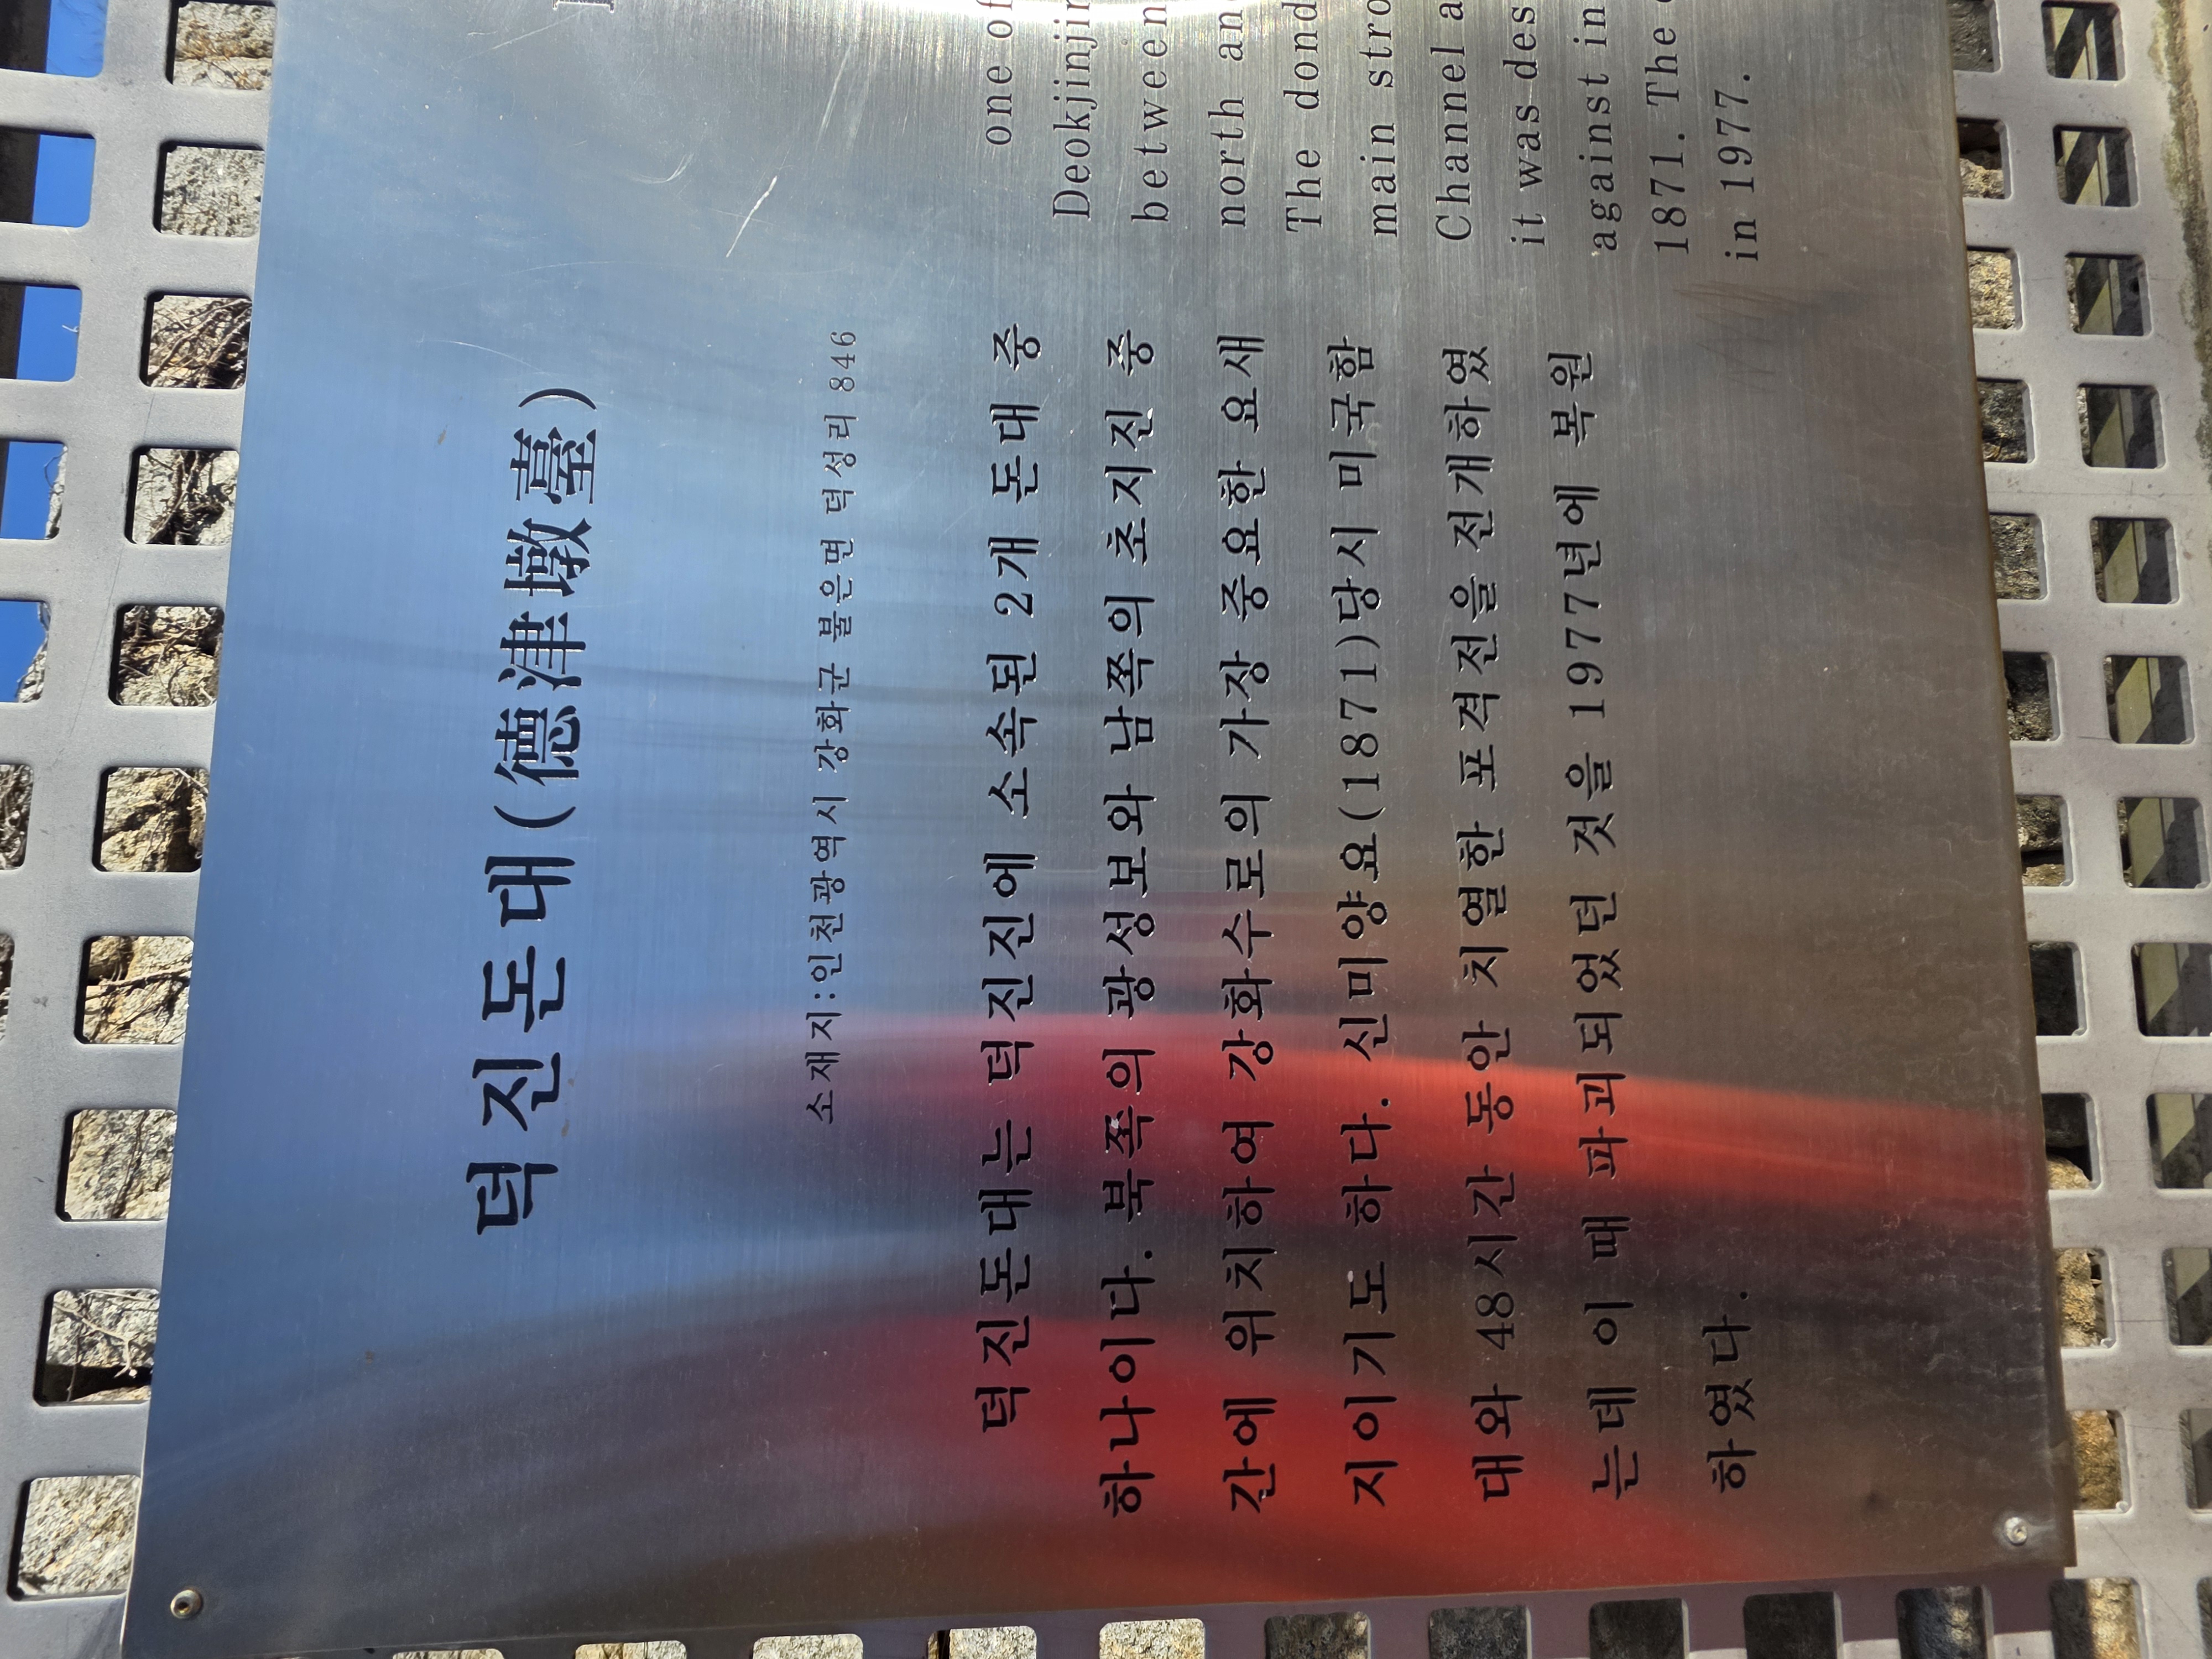 덕진돈대(德津墩臺)
소재지:인천광역시 강화군 불은면 덕성리 846
덕진돈대는 덕진진에 소속된 2개 돈대 중
하나이다. 북쪽의 광성보와 남쪽의 초지진 중
간에 위치하여 강화수로의 가장 중요한 요새
지이기도 하다. 신미양요(1871)당시 미국함
대와 48시간 동안 치열한 포격전을 전개하였
는데 이 때 파괴되었던 것을 1977년에 복원
하였다.
one of
Deokjinjin
between
north and
The dond
main stro
Channel a
it was des
against in
1871. The
in 1977.